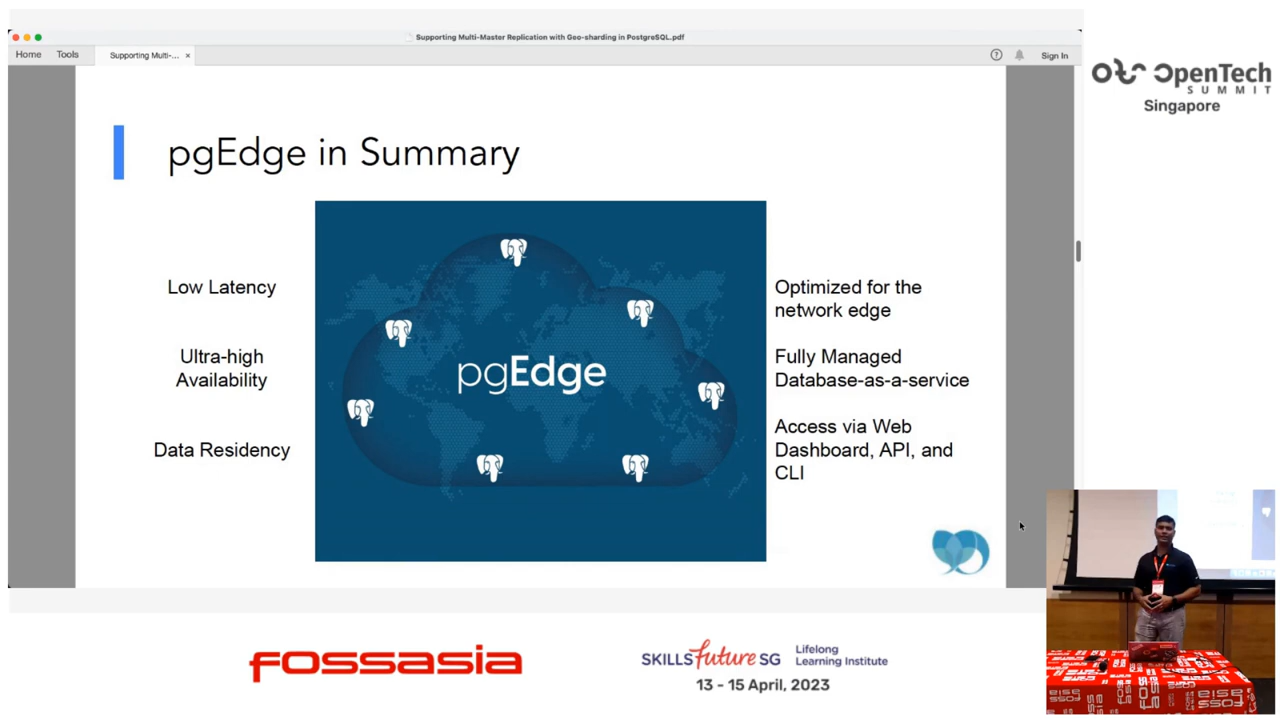 Supporting Multi-Master Replication with Geo-sharding in PostgreSQL.pdf
Home
Tools
Supporting Multi-...
×
?
Sign In
pgEdge in Summary
Low Latency
Ultra-high
Availability
Data Residency
pgEdge
Optimized for the
network edge
Fully Managed
Database-as-a-service
Access via Web
Dashboard, API, and
CLI
OpenTech
SUMMIT
Singapore
FOSSASIA
SKILLSfuture SG
Lifelong
Learning Institute
13 - 15 April, 2023